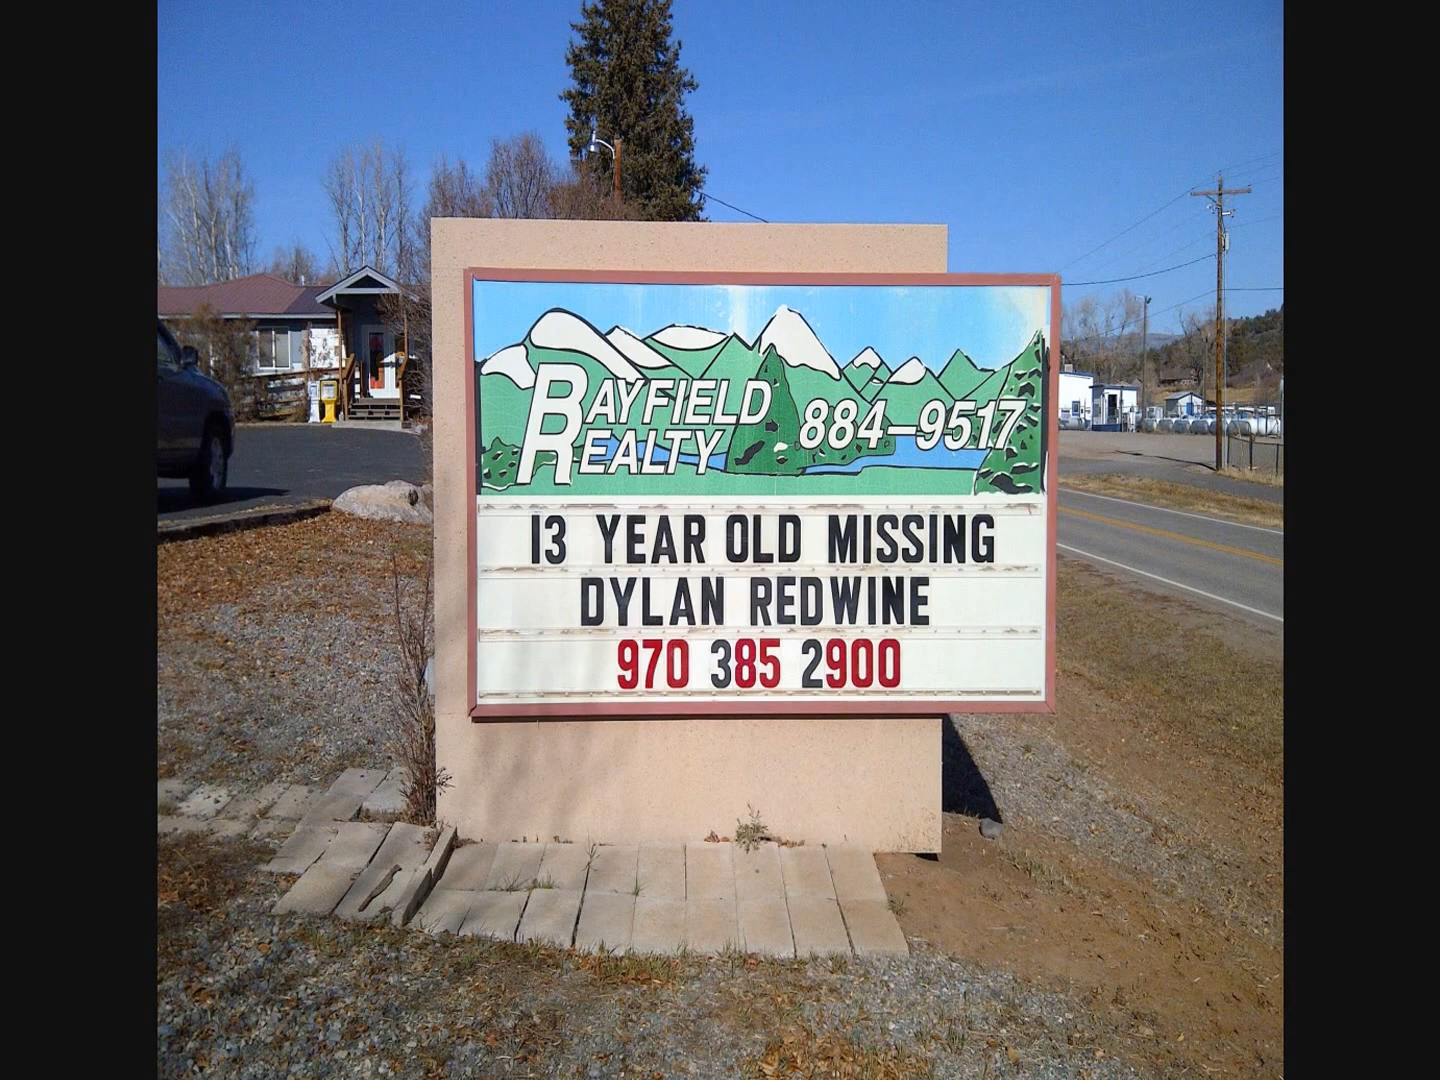 BAYFIELD
REALTY
884-9517
13 YEAR OLD MISSING
DYLAN REDWINE
970 385 2900